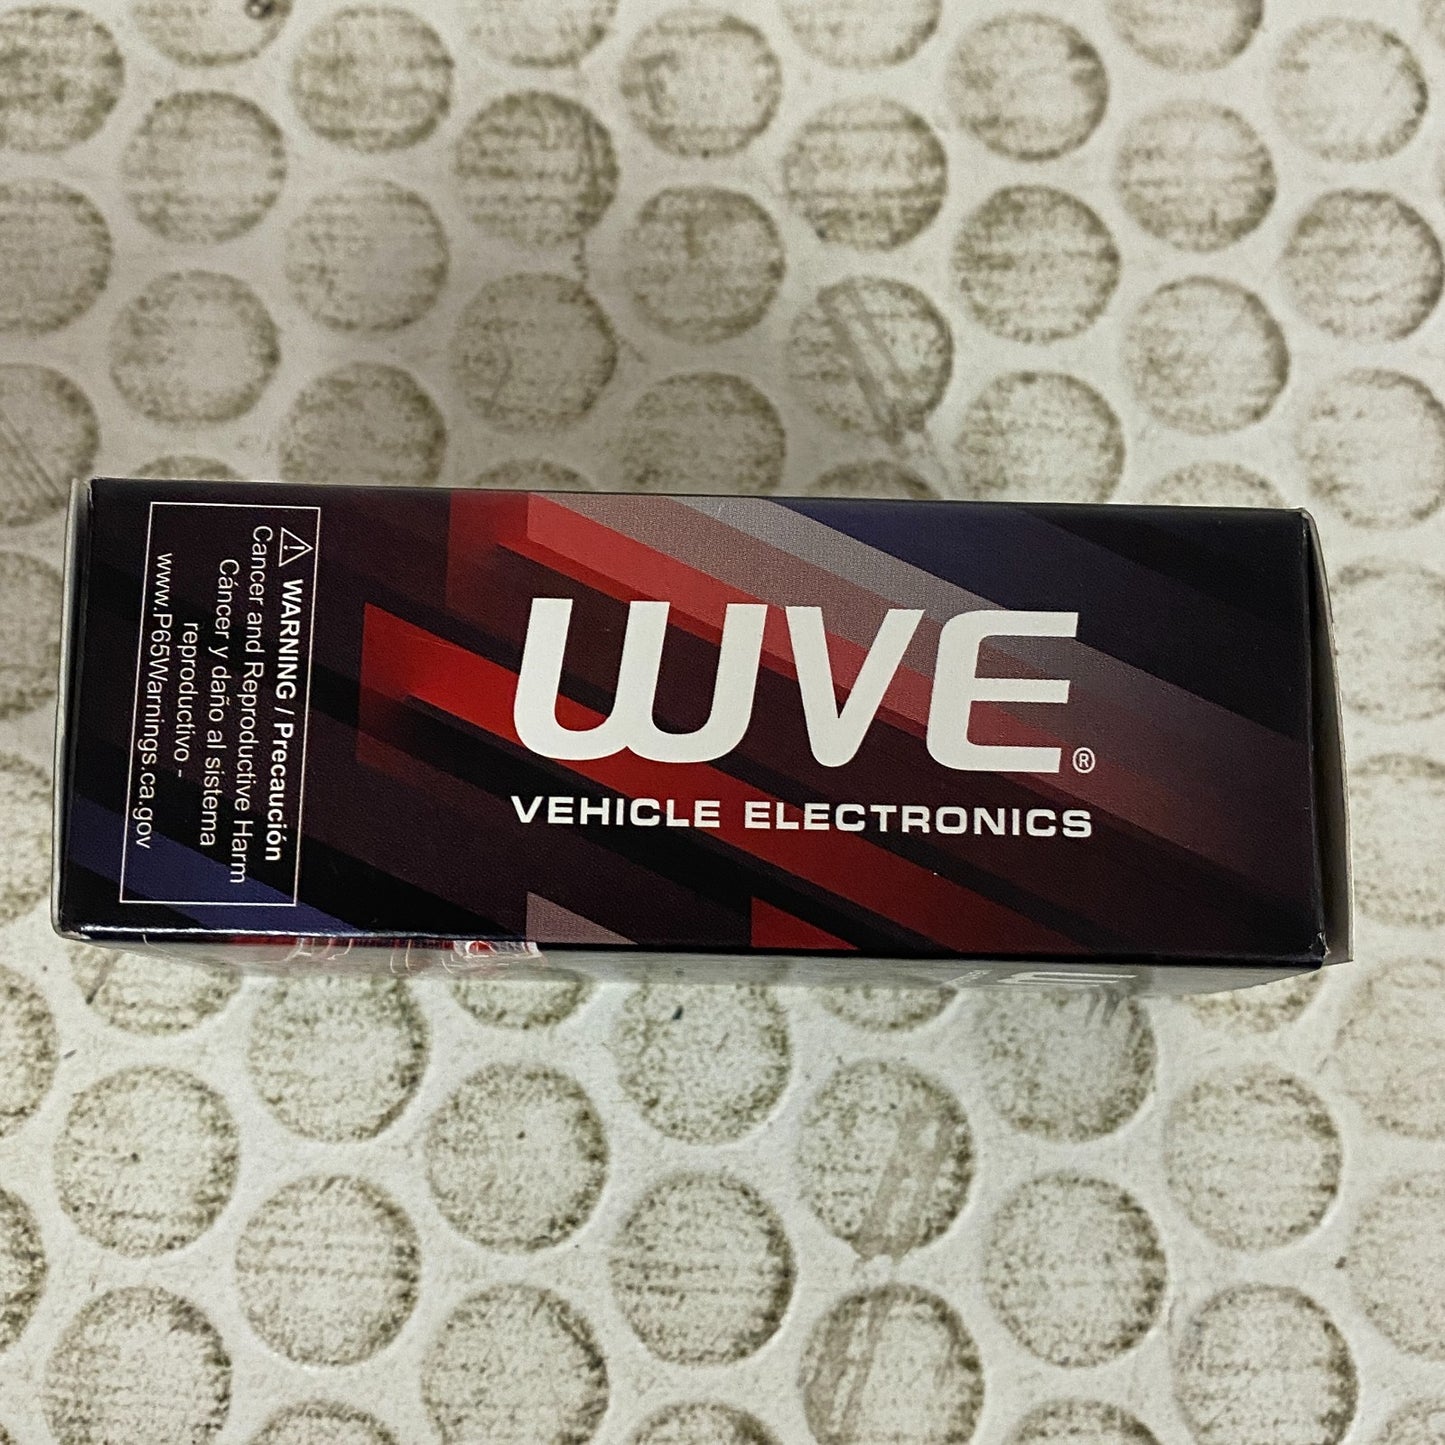 ⚠ WARNING / Precaución
Cancer and Reproductive Harm
Cáncer y daño al sistema
reproductivo -
www.P65Warnings.ca.gov
WVE®
VEHICLE ELECTRONICS